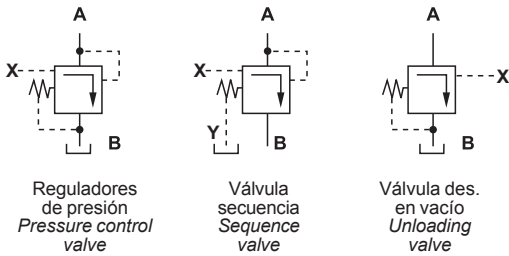 A
A
A
X
X
X
Y
B
B
B
Reguladores
de presión
Pressure control
valve
Válvula
secuencia
Sequence
valve
Válvula des.
en vacío
Unloading
valve